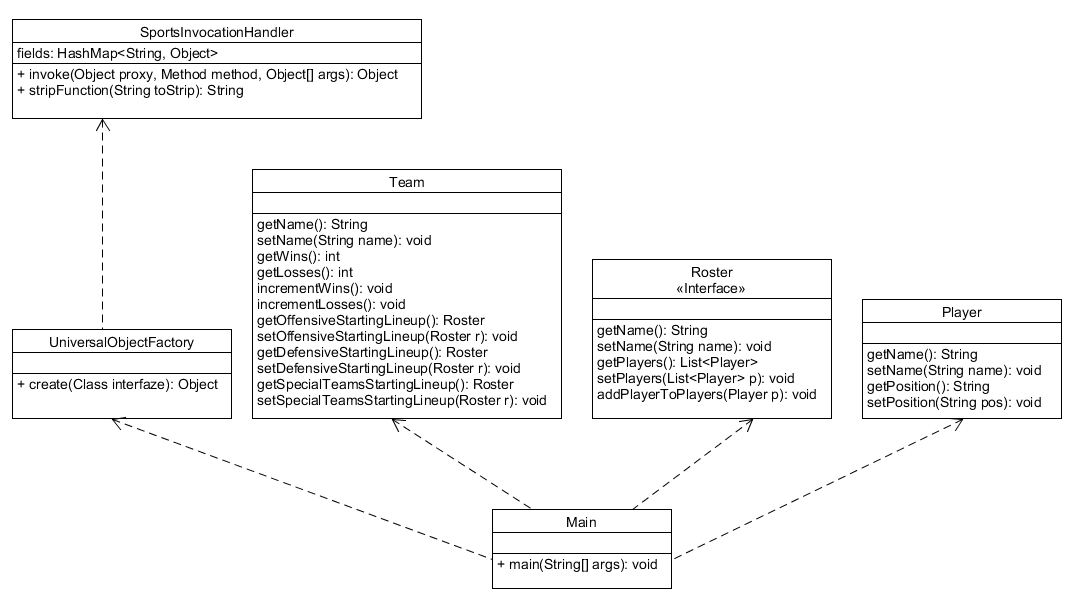 SportsInvocationHandler
fields: HashMap<String, Object>
+ invoke(Object proxy, Method method, Object[] args): Object
+ stripFunction(String toStrip): String
UniversalObjectFactory
+ create(Class interfaze): Object
Team
getName(): String
setName(String name): void
getWins(): int
getLosses(): int
incrementWins(): void
incrementLosses(): void
getOffensiveStartingLineup(): Roster
setOffensiveStartingLineup(Roster r): void
getDefensiveStartingLineup(): Roster
setDefensiveStartingLineup(Roster r): void
getSpecialTeamsStartingLineup(): Roster
setSpecialTeamsStartingLineup(Roster r): void
Roster
«Interface»
getName(): String
setName(String name): void
getPlayers(): List<Player>
setPlayers(List<Player> p): void
addPlayerToPlayers(Player p): void
Player
getName(): String
setName(String name): void
getPosition(): String
setPosition(String pos): void
Main
+ main(String[] args): void